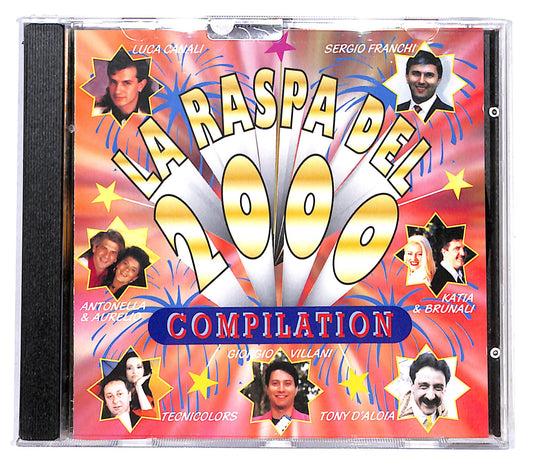 LUCA CANALI
SERGIO FRANCHI
LA RASPA DEL
2000
ANTONELLA
& AURELIO
KATIA
& BRUNALI
COMPILATION
GIORGIO VILLANI
TECNICOLORS
TONY D'ALOIA